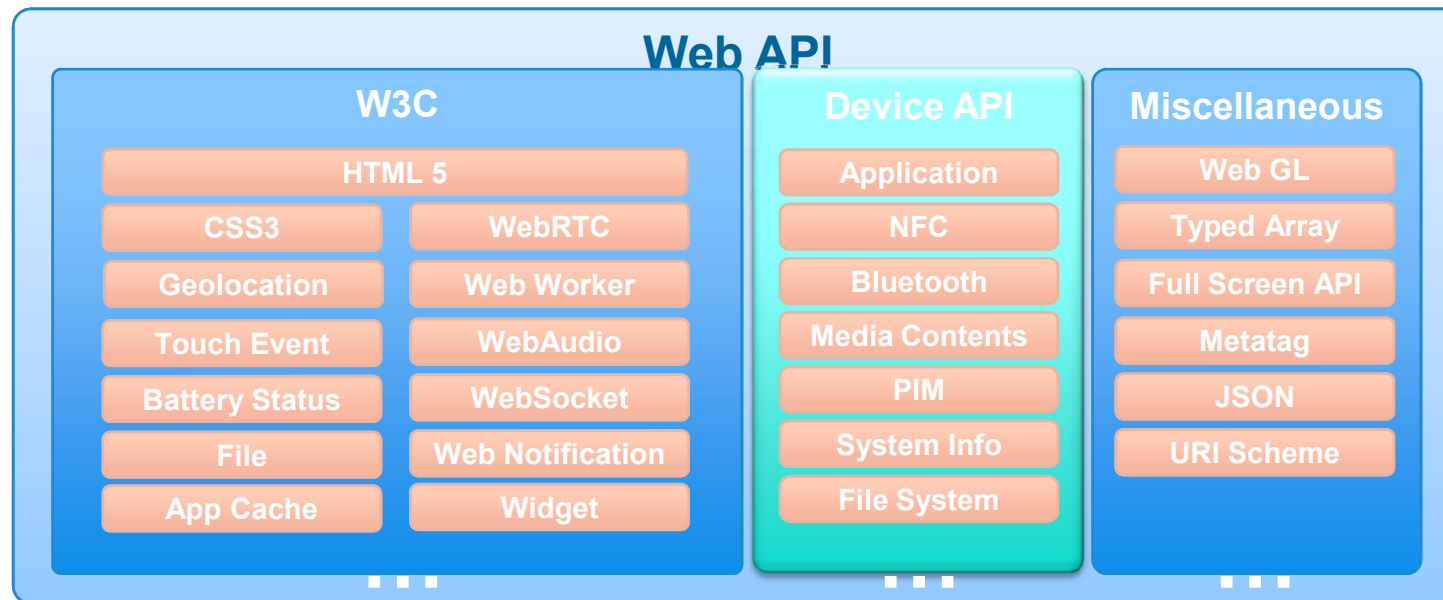 Web API
W3C
HTML 5
CSS3
WebRTC
Geolocation
Web Worker
Touch Event
WebAudio
Battery Status
WebSocket
File
Web Notification
App Cache
Widget
...
Device API
Application
NFC
Bluetooth
Media Contents
PIM
System Info
File System
...
Miscellaneous
Web GL
Typed Array
Full Screen API
Metatag
JSON
URI Scheme
...